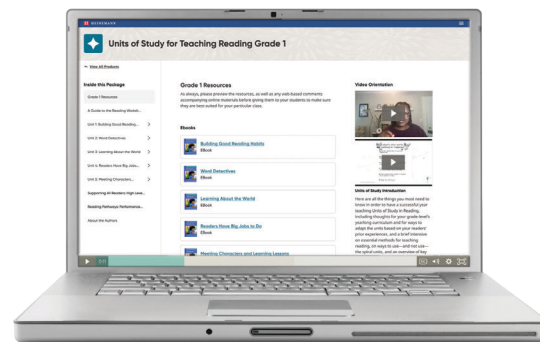 HEINEMANN
Units of Study for Teaching Reading Grade 1
View All Products
Inside this Package
Grade 1 Resources
A Guide to the Reading Worksh...
Unit 1: Building Good Reading...
Unit 2: Word Detectives
Unit 3: Learning About the World
Unit 4: Readers Have Big Jobs...
Unit 5: Meeting Characters...
Supporting All Readers: High Leve...
Reading Pathways: Performance...
About the Authors
Grade 1 Resources
As always, please preview the resources, as well as any web-based comments
accompanying online materials before giving them to your students to make sure
they are best suited for your particular class.
Ebooks
Building Good Reading Habits
EBook
Word Detectives
EBook
Learning About the World
EBook
Readers Have Big Jobs to Do
EBook
Meeting Characters and Learning Lessons
Video Orientation
Units of Study Introduction
Here are all the things you must need to
know in order to have a successful year
teaching Units of Study in Reading,
including thoughts for your grade level's
yearlong curriculum and for ways to
adapt the units based on your readers'
prior experiences, and a brief intensive
on essential methods for teaching
reading, on ways to use—and not use—
the spiral units, and an overview of key